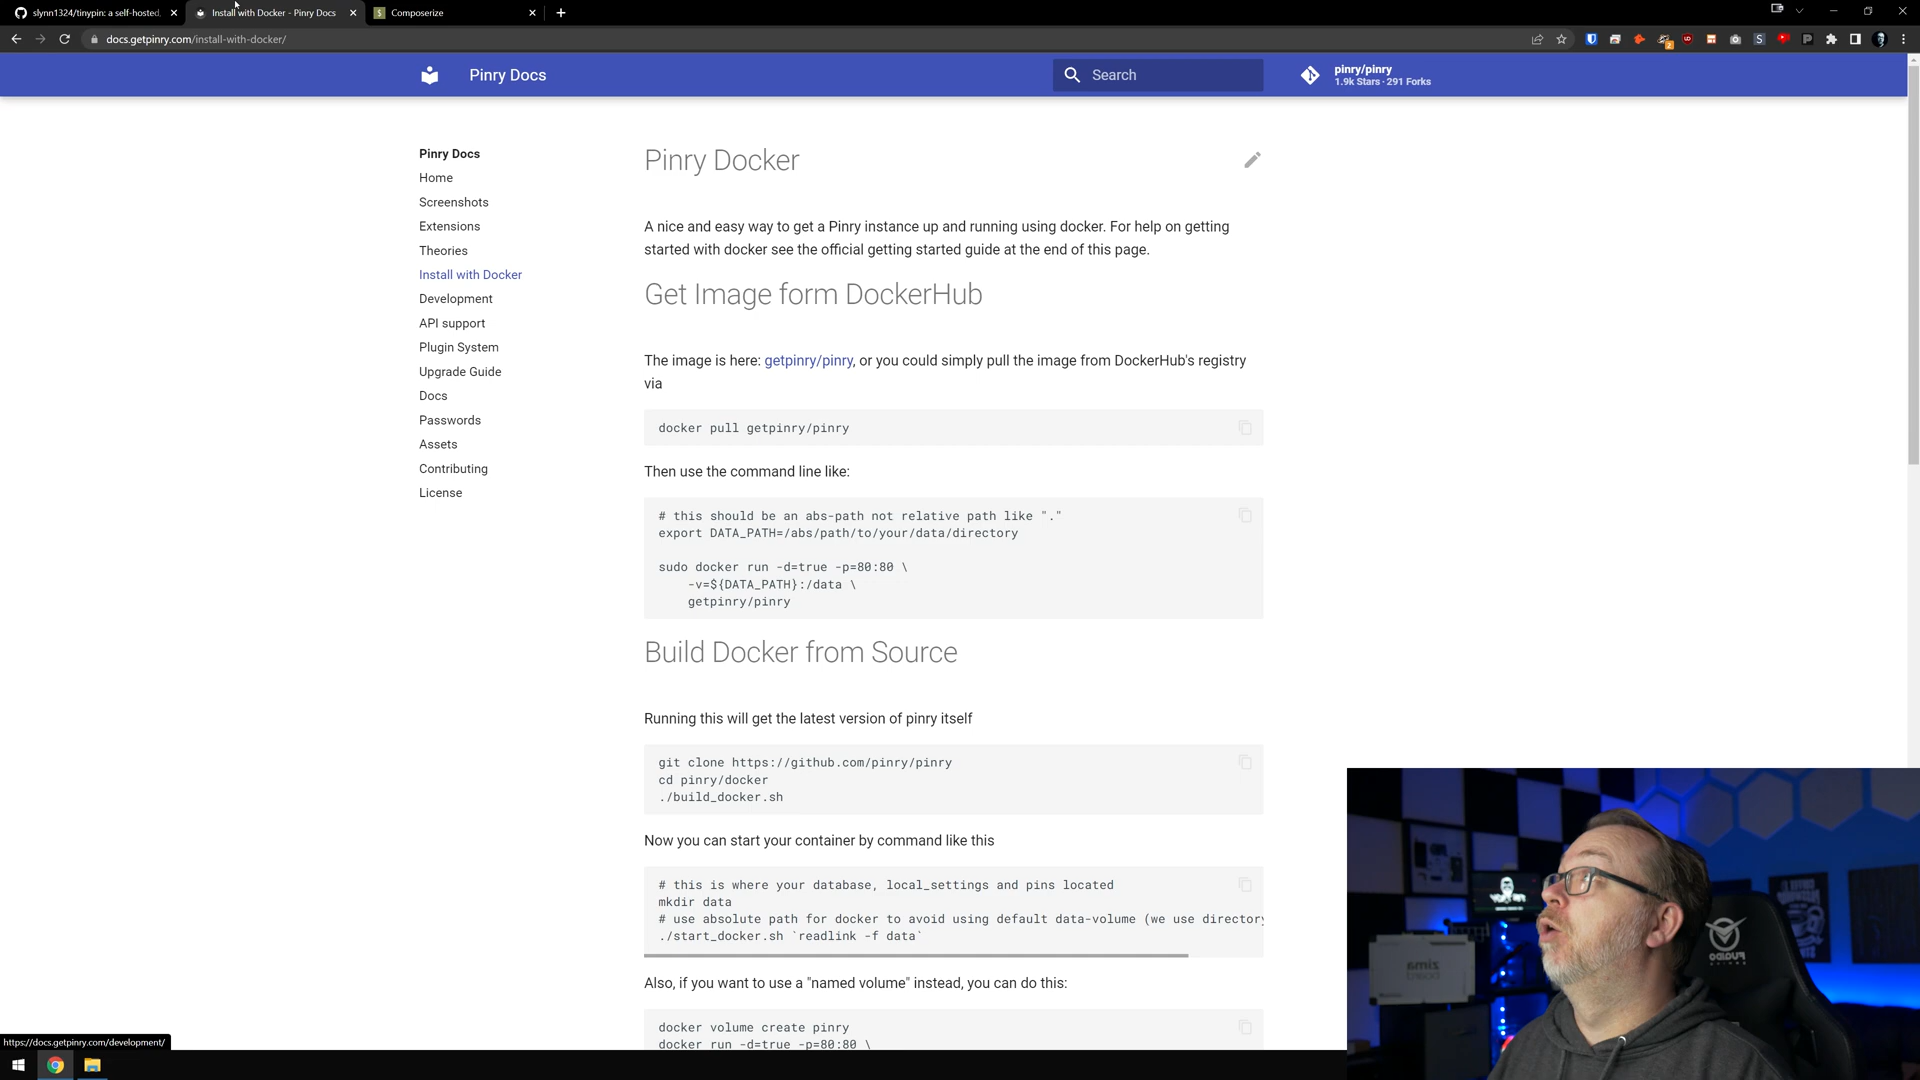 slynn1324/tinypin: a self-hosted,
Install with Docker - Pinry Docs
Composerize
docs.getpinry.com/install-with-docker/
Pinry Docs
Search
pinry/pinry
1.9k Stars · 291 Forks
Pinry Docs
Home
Screenshots
Extensions
Theories
Install with Docker
Development
API support
Plugin System
Upgrade Guide
Docs
Passwords
Assets
Contributing
License
Pinry Docker
A nice and easy way to get a Pinry instance up and running using docker. For help on getting
started with docker see the official getting started guide at the end of this page.
Get Image form DockerHub
The image is here: getpinry/pinry, or you could simply pull the image from DockerHub's registry
via
docker pull getpinry/pinry
Then use the command line like:
# this should be an abs-path not relative path like "."
export DATA_PATH=/abs/path/to/your/data/directory
sudo docker run -d=true -p=80:80 \
-v=${DATA_PATH}:/data \
getpinry/pinry
Build Docker from Source
Running this will get the latest version of pinry itself
git clone https://github.com/pinry/pinry
cd pinry/docker
./build_docker.sh
Now you can start your container by command like this
# this is where your database, local_settings and pins located
mkdir data
# use absolute path for docker to avoid using default data-volume (we use directory
./start_docker.sh `readlink -f data`
Also, if you want to use a "named volume" instead, you can do this:
docker volume create pinry
docker run -d=true -p=80:80 \
https://docs.getpinry.com/development/